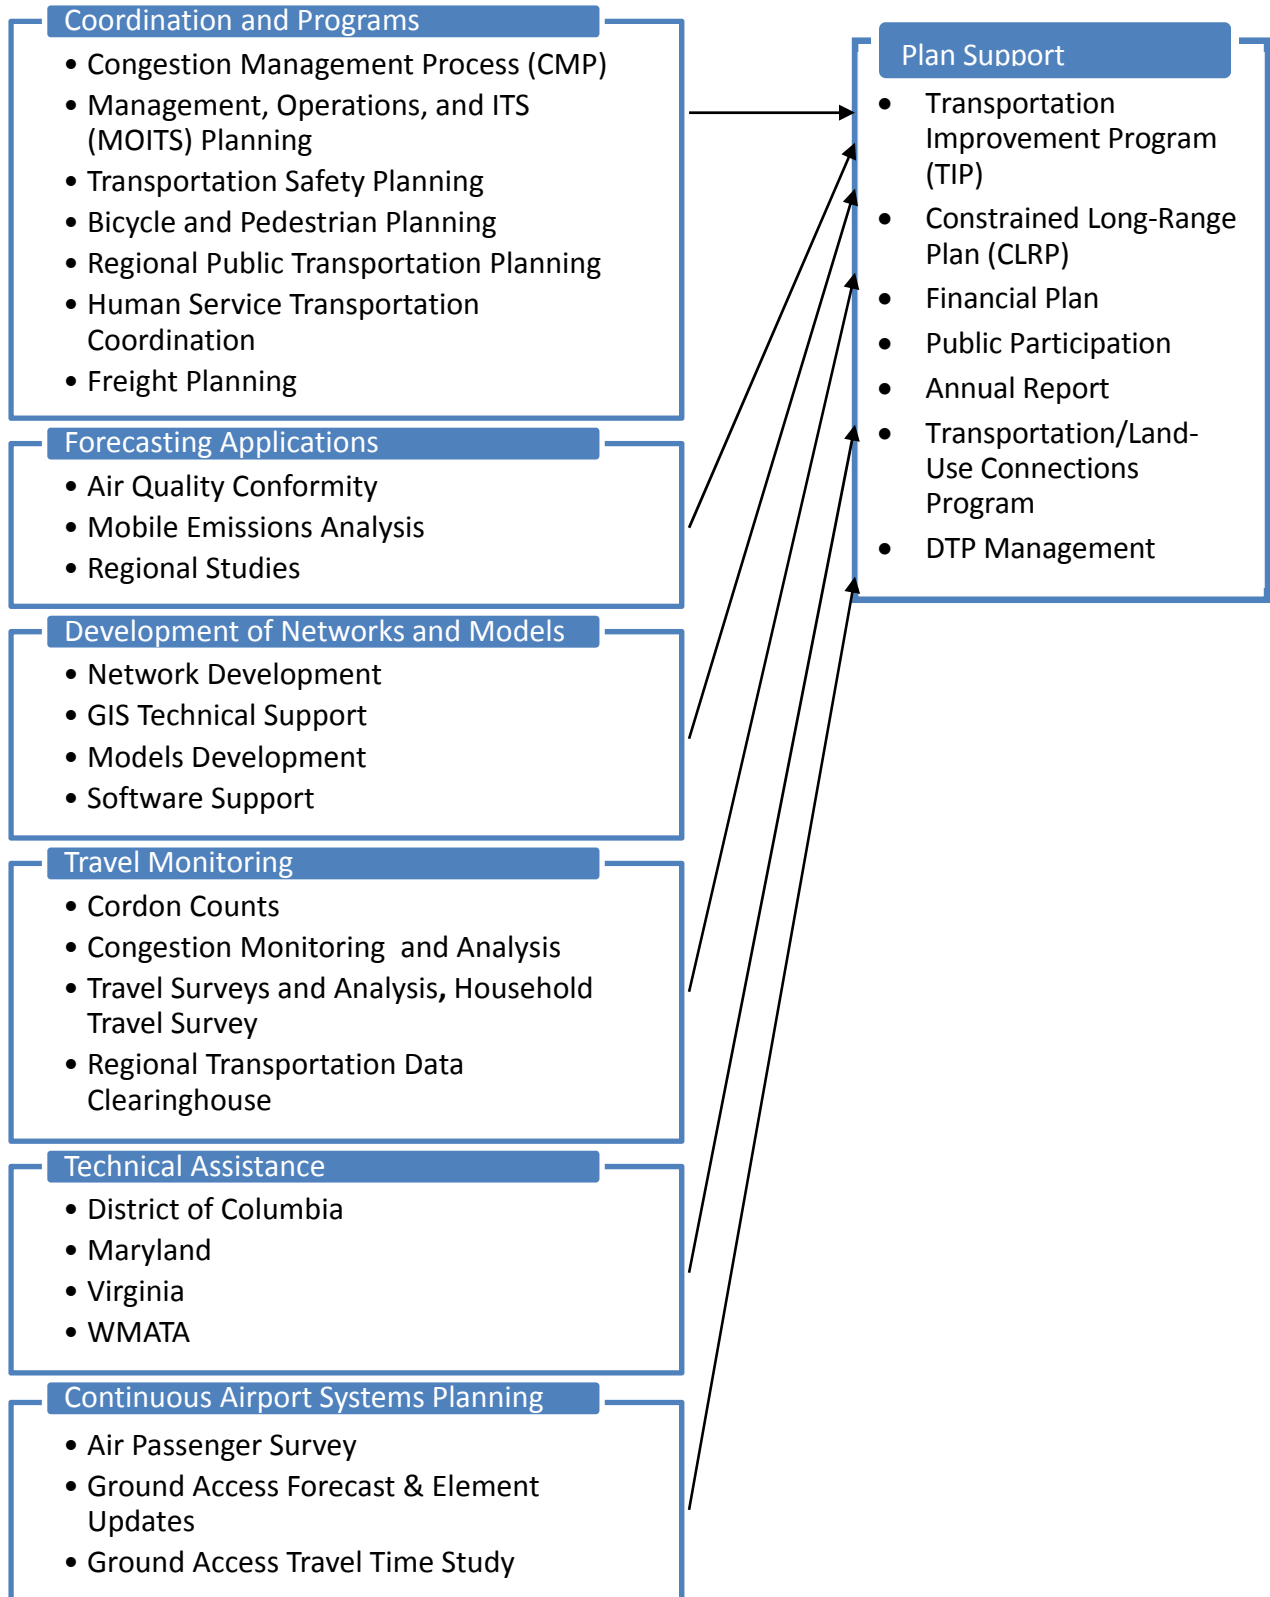 Coordination and Programs
• Congestion Management Process (CMP)
• Management, Operations, and ITS
(MOITS) Planning
• Transportation Safety Planning
• Bicycle and Pedestrian Planning
• Regional Public Transportation Planning
• Human Service Transportation
Coordination
• Freight Planning
Forecasting Applications
• Air Quality Conformity
• Mobile Emissions Analysis
• Regional Studies
Development of Networks and Models
• Network Development
• GIS Technical Support
• Models Development
• Software Support
Travel Monitoring
• Cordon Counts
• Congestion Monitoring  and Analysis
• Travel Surveys and Analysis, Household
Travel Survey
• Regional Transportation Data
Clearinghouse
Technical Assistance
• District of Columbia
• Maryland
• Virginia
• WMATA
Continuous Airport Systems Planning
• Air Passenger Survey
• Ground Access Forecast & Element
Updates
• Ground Access Travel Time Study
Plan Support
• Transportation
Improvement Program
(TIP)
• Constrained Long-Range
Plan (CLRP)
• Financial Plan
• Public Participation
• Annual Report
• Transportation/Land-
Use Connections
Program
• DTP Management